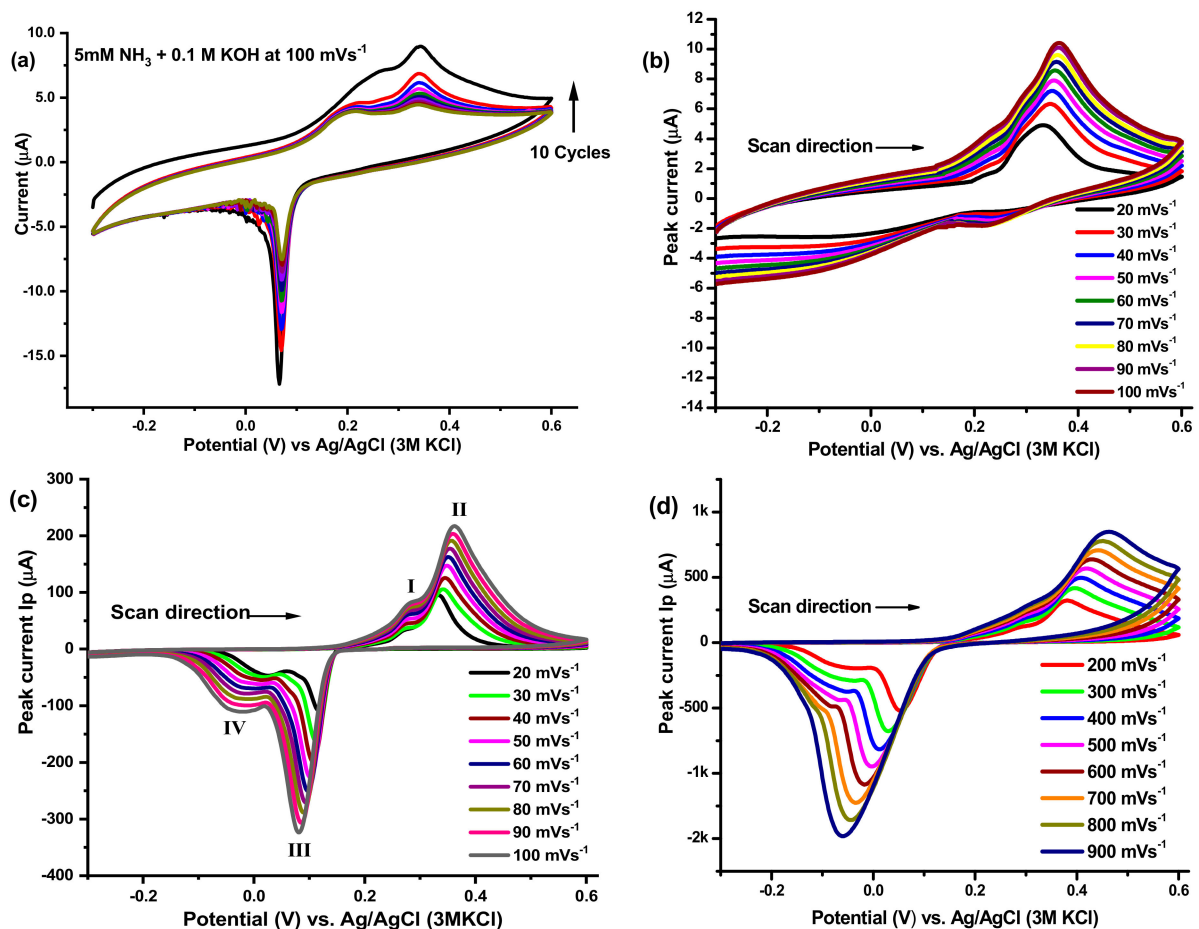 (a)
5mM NH₃ + 0.1 M KOH at 100 mVs⁻¹
10 Cycles
10.0
5.0
0.0
-5.0
-10.0
-15.0
-0.2 0.0 0.2 0.4 0.6
Current (μA)
Potential (V) vs Ag/AgCl (3M KCl)
(b)
Scan direction
12
10
8
6
4
2
0
-2
-4
-6
-8
-10
-12
-14
-0.2 0.0 0.2 0.4 0.6
Peak current (μA)
Potential (V) vs. Ag/AgCl (3M KCl)
20 mVs⁻¹
30 mVs⁻¹
40 mVs⁻¹
50 mVs⁻¹
60 mVs⁻¹
70 mVs⁻¹
80 mVs⁻¹
90 mVs⁻¹
100 mVs⁻¹
(c)
I
II
III
IV
Scan direction
300
200
100
0
-100
-200
-300
-400
-0.2 0.0 0.2 0.4 0.6
Peak current Ip (μA)
Potential (V) vs. Ag/AgCl (3MKCl)
20 mVs⁻¹
30 mVs⁻¹
40 mVs⁻¹
50 mVs⁻¹
60 mVs⁻¹
70 mVs⁻¹
80 mVs⁻¹
90 mVs⁻¹
100 mVs⁻¹
(d)
Scan direction
1k
500
0
-500
-1k
-2k
-0.2 0.0 0.2 0.4 0.6
Peak current Ip (μA)
Potential (V) vs. Ag/AgCl (3M KCl)
200 mVs⁻¹
300 mVs⁻¹
400 mVs⁻¹
500 mVs⁻¹
600 mVs⁻¹
700 mVs⁻¹
800 mVs⁻¹
900 mVs⁻¹